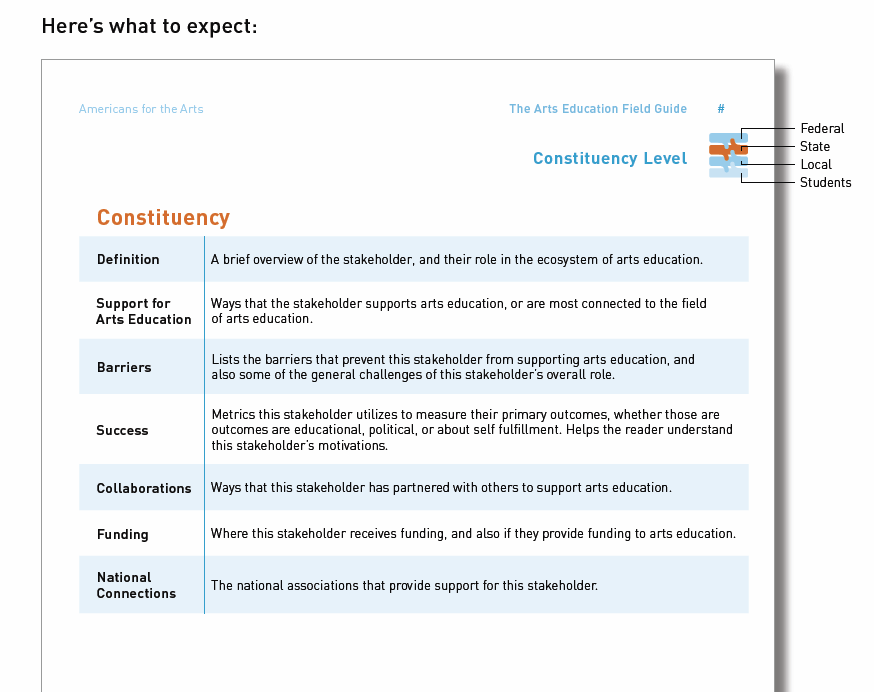 Here's what to expect:
Americans for the Arts
The Arts Education Field Guide #
Federal
State
Local
Students
Constituency Level
Constituency
Definition
A brief overview of the stakeholder, and their role in the ecosystem of arts education.
Support for
Arts Education
Ways that the stakeholder supports arts education, or are most connected to the field
of arts education.
Barriers
Lists the barriers that prevent this stakeholder from supporting arts education, and
also some of the general challenges of this stakeholder's overall role.
Success
Metrics this stakeholder utilizes to measure their primary outcomes, whether those are
outcomes are educational, political, or about self fulfillment. Helps the reader understand
this stakeholder's motivations.
Collaborations
Ways that this stakeholder has partnered with others to support arts education.
Funding
Where this stakeholder receives funding, and also if they provide funding to arts education.
National
Connections
The national associations that provide support for this stakeholder.